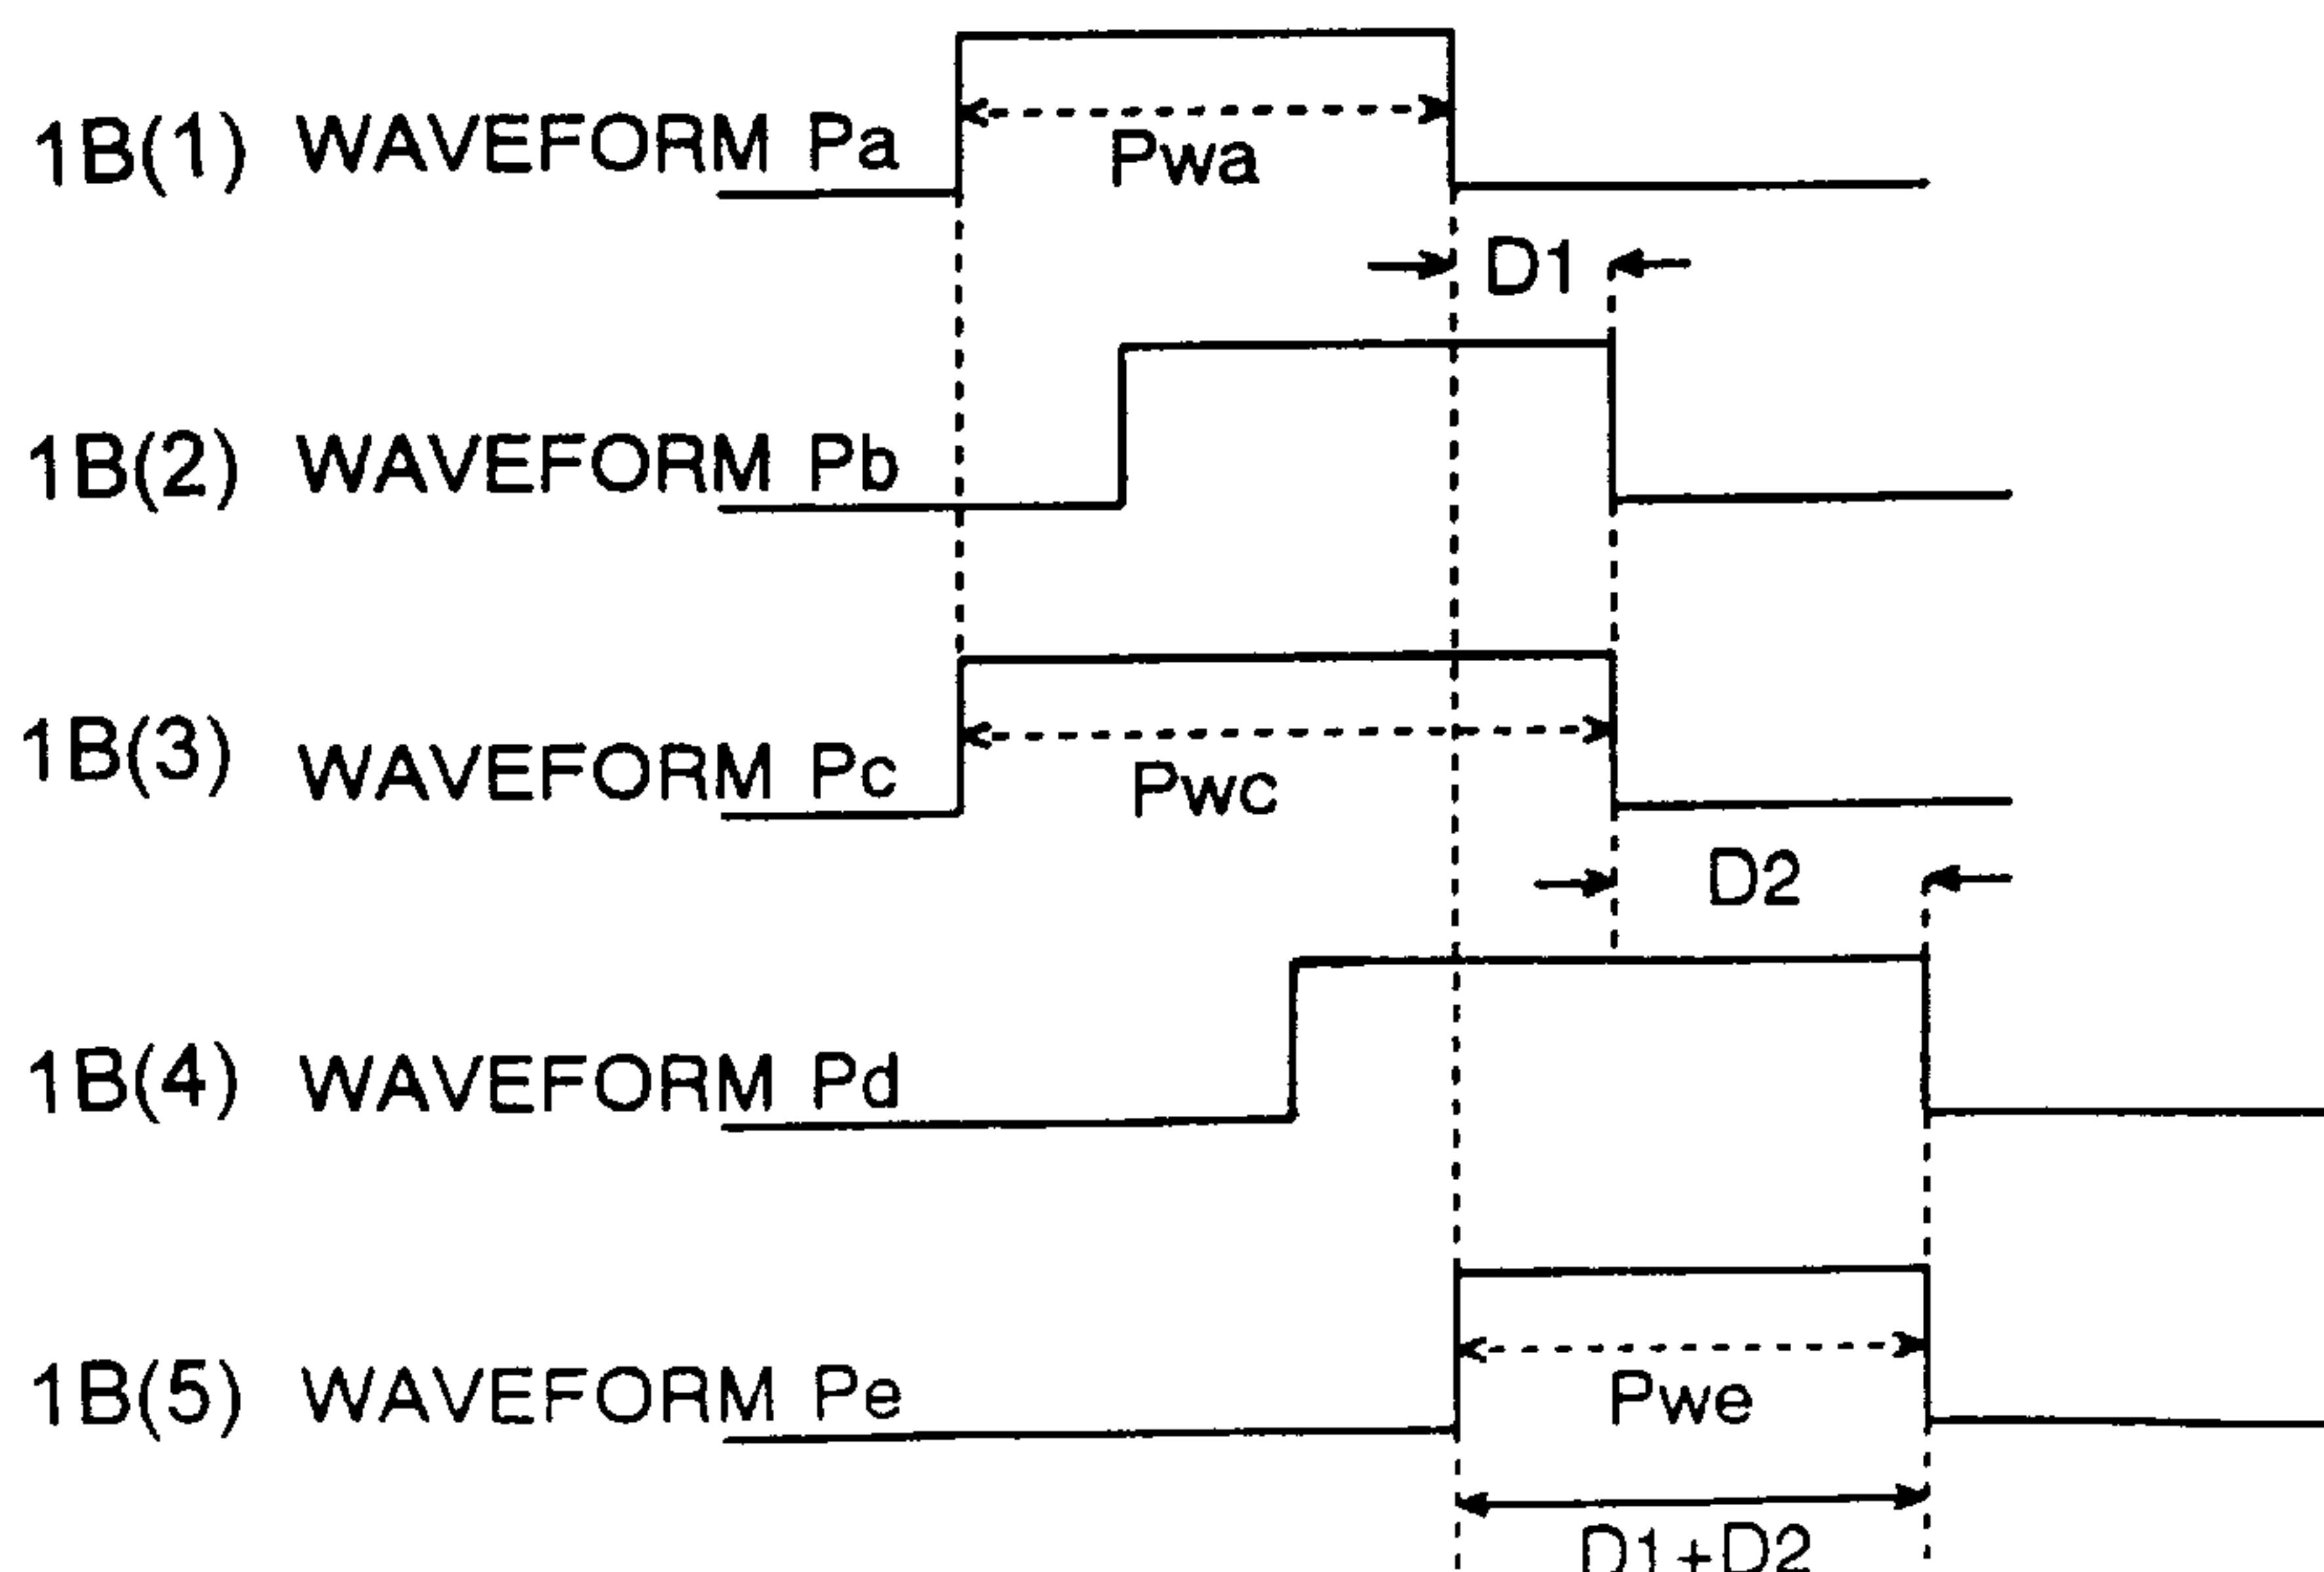 1B(1) WAVEFORM Pa
Pwa
D1
1B(2) WAVEFORM Pb
1B(3) WAVEFORM Pc
Pwc
D2
1B(4) WAVEFORM Pd
1B(5) WAVEFORM Pe
Pwe
D1+D2